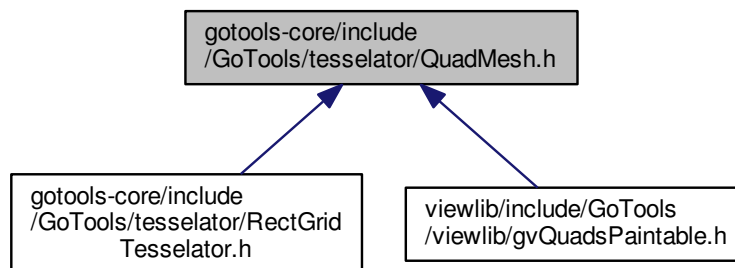 gotools-core/include
/GoTools/tesselator/QuadMesh.h
gotools-core/include
/GoTools/tesselator/RectGrid
Tesselator.h
viewlib/include/GoTools
/viewlib/gvQuadsPaintable.h